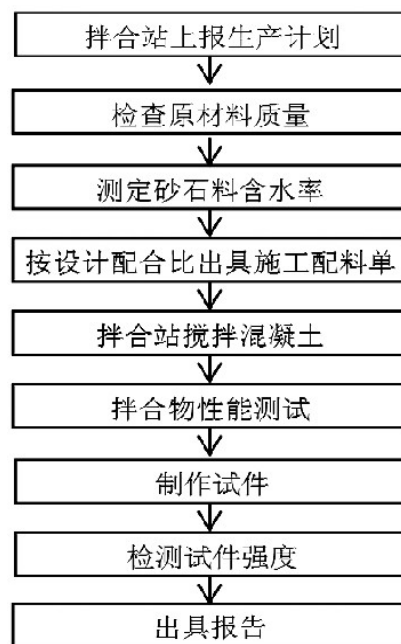 拌合站上报生产计划
检查原材料质量
测定砂石料含水率
按设计配合比出具施工配料单
拌合站搅拌混凝土
拌合物性能测试
制作试件
检测试件强度
出具报告